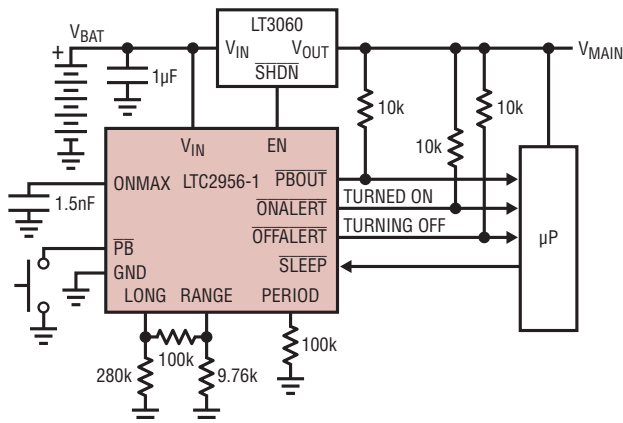 LT3060
V_BAT
V_IN
V_OUT
V_MAIN
+
SHDN
1µF
10k
10k
10k
V_IN
EN
ONMAX
LTC2956-1
PBOUT
TURNED ON
ONALERT
1.5nF
TURNING OFF
OFFALERT
µP
PB
SLEEP
GND
LONG
RANGE
PERIOD
100k
100k
280k
9.76k